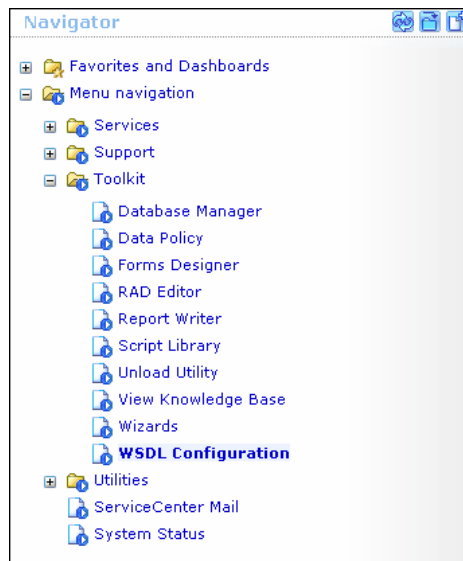 Navigator
Favorites and Dashboards
Menu navigation
Services
Support
Toolkit
Database Manager
Data Policy
Forms Designer
RAD Editor
Report Writer
Script Library
Unload Utility
View Knowledge Base
Wizards
WSDL Configuration
Utilities
ServiceCenter Mail
System Status